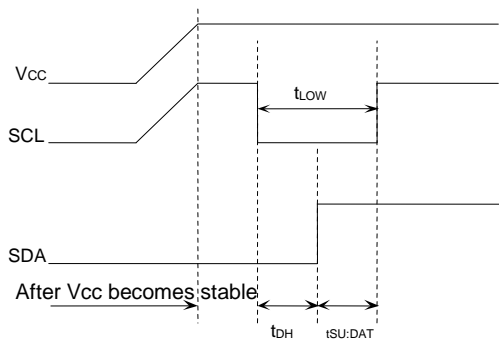 VCC
tLOW
SCL
SDA
After Vcc becomes stable
tDH
tSU:DAT